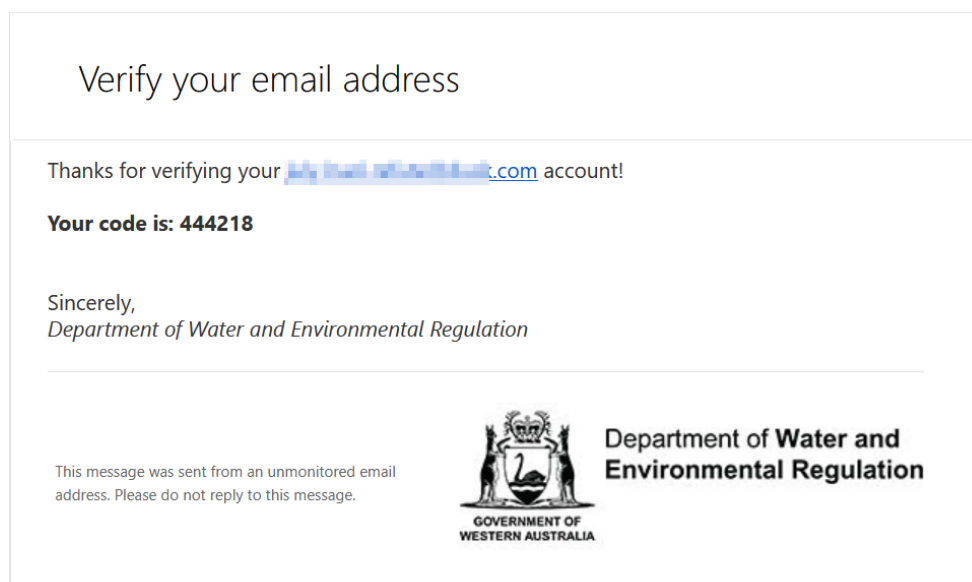 Verify your email address
Thanks for verifying your .com account!
Your code is: 444218
Sincerely,
Department of Water and Environmental Regulation
This message was sent from an unmonitored email
address. Please do not reply to this message.
Department of Water and
Environmental Regulation
GOVERNMENT OF
WESTERN AUSTRALIA